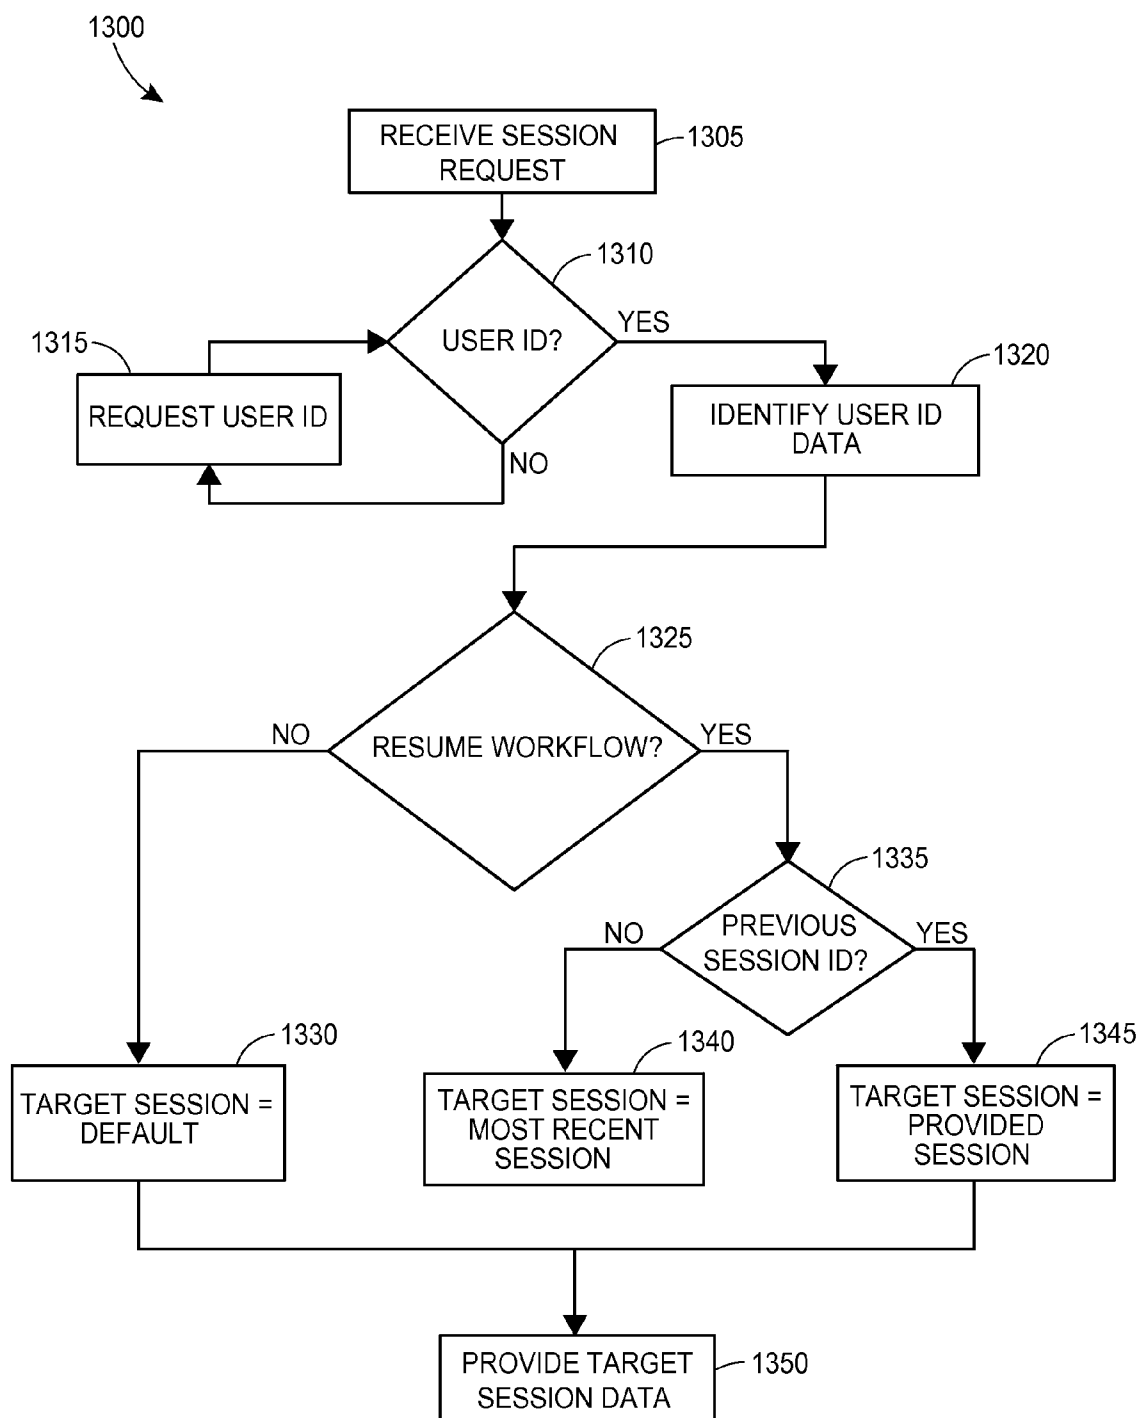 1300
RECEIVE SESSION
REQUEST
1305
1310
USER ID?
YES
1315
REQUEST USER ID
NO
1320
IDENTIFY USER ID
DATA
1325
NO
RESUME WORKFLOW?
YES
1335
NO
PREVIOUS
SESSION ID?
YES
1330
TARGET SESSION =
DEFAULT
1340
TARGET SESSION =
MOST RECENT
SESSION
1345
TARGET SESSION =
PROVIDED
SESSION
PROVIDE TARGET
SESSION DATA
1350